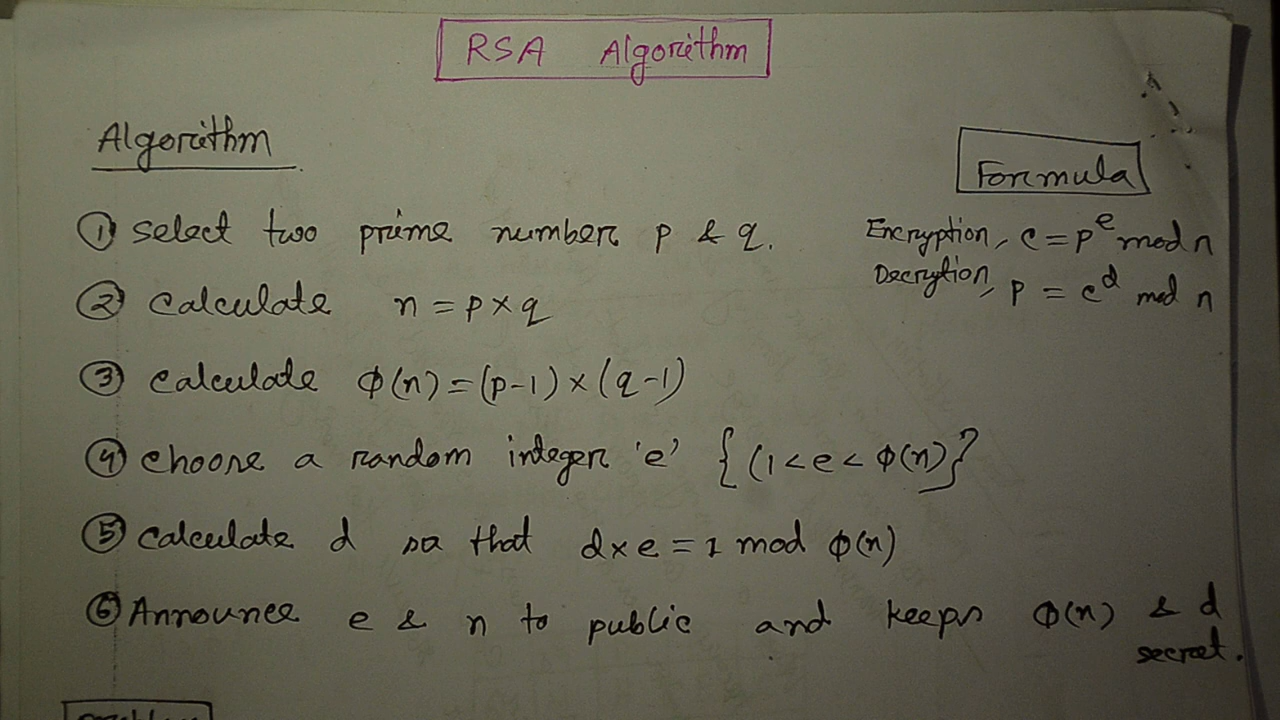 RSA Algorithm
Algorithm
Formula
① select two prime number p & q.
Encryption, c = p^e mod n
Decrytion, p = c^d mod n
② calculate n = p × q
③ calculate φ(n) = (p-1) × (q-1)
④ choose a random integer 'e' {(1 < e < φ(n)}
⑤ calculate d so that d × e = 1 mod φ(n)
⑥ Announce e & n to public and keeps φ(n) & d
secret.